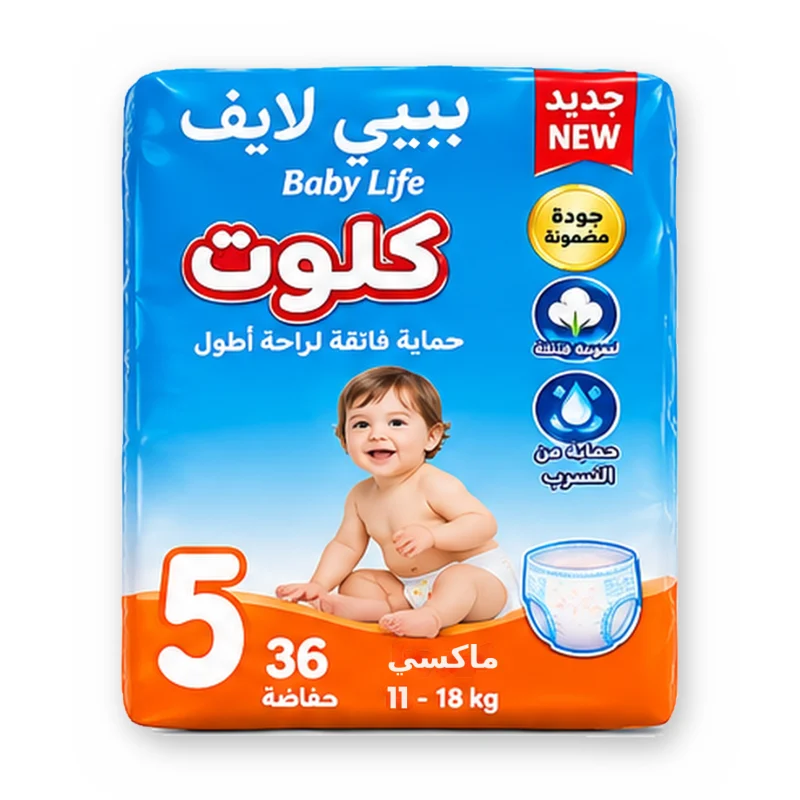 بيبي لايف
Baby Life
كلوت
حماية فائقة لراحة أطول
جديد
NEW
جودة
مضمونة
حماية من
التسرب
5
36
حفاضة
ماكسي
11 - 18 kg